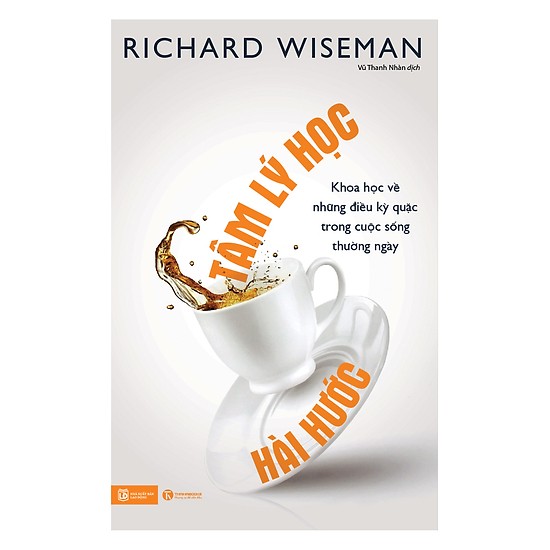 RICHARD WISEMAN
Vũ Thanh Nhàn dịch
TÂM LÝ HỌC
Khoa học về
những điều kỳ quặc
trong cuộc sống
thường ngày
HÀI HƯỚC